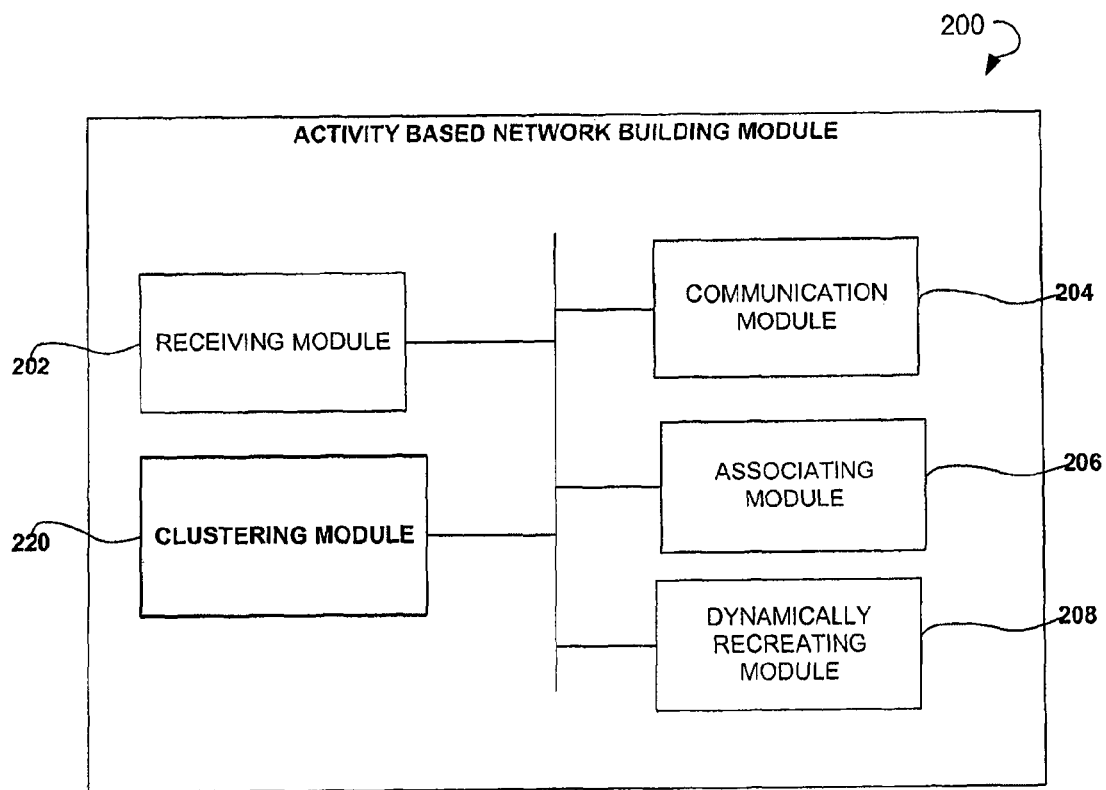 200
ACTIVITY BASED NETWORK BUILDING MODULE
RECEIVING MODULE
202
CLUSTERING MODULE
220
COMMUNICATION
MODULE
204
ASSOCIATING
MODULE
206
DYNAMICALLY
RECREATING
MODULE
208